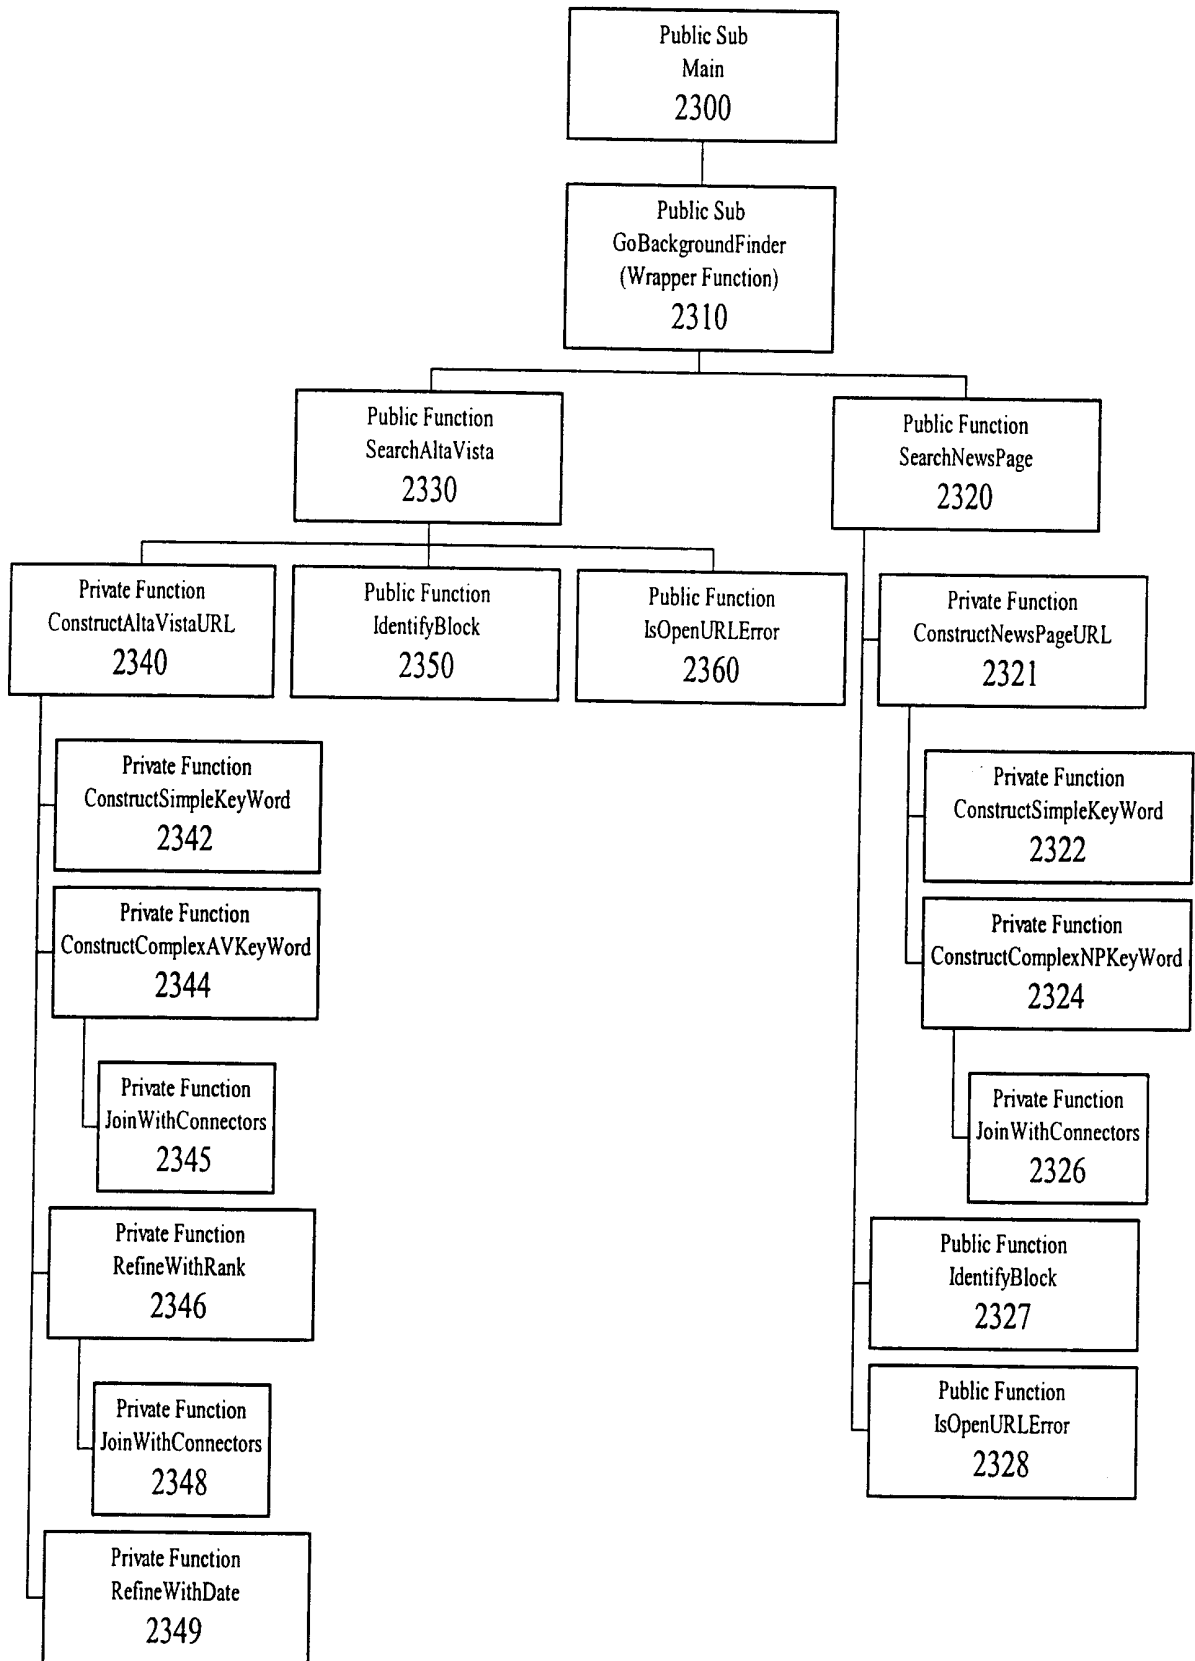 Public Sub
Main
2300
Public Sub
GoBackgroundFinder
(Wrapper Function)
2310
Public Function
SearchAltaVista
2330
Public Function
SearchNewsPage
2320
Private Function
ConstructAltaVistaURL
2340
Public Function
IdentifyBlock
2350
Public Function
IsOpenURLError
2360
Private Function
ConstructNewsPageURL
2321
Private Function
ConstructSimpleKeyWord
2342
Private Function
ConstructSimpleKeyWord
2322
Private Function
ConstructComplexAVKeyWord
2344
Private Function
ConstructComplexNPKeyWord
2324
Private Function
JoinWithConnectors
2345
Private Function
JoinWithConnectors
2326
Private Function
RefineWithRank
2346
Public Function
IdentifyBlock
2327
Private Function
JoinWithConnectors
2348
Public Function
IsOpenURLError
2328
Private Function
RefineWithDate
2349